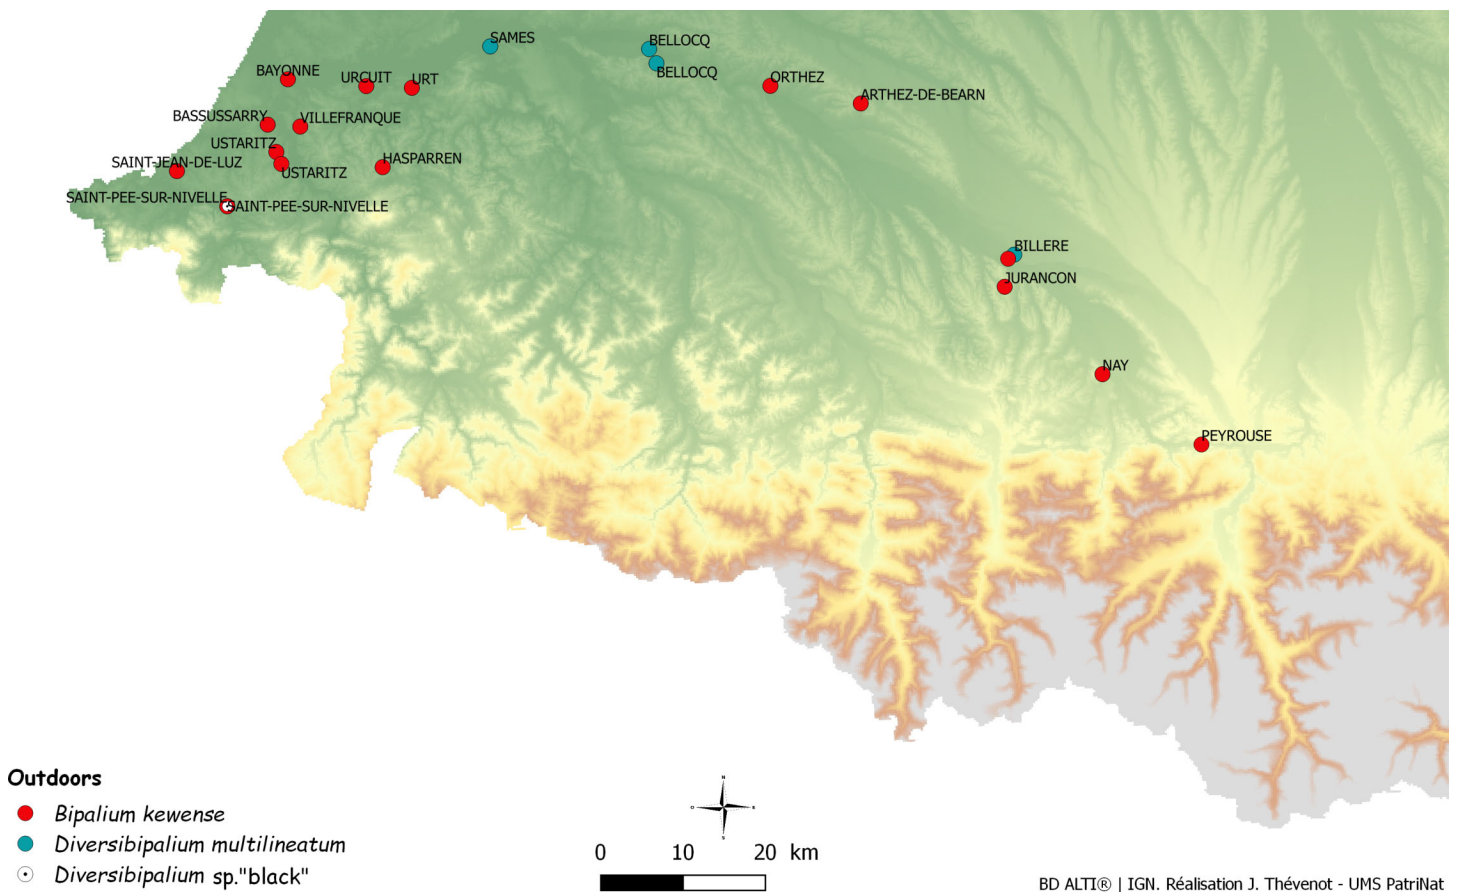 SAMES
BELLOCQ
BELLOCQ
BAYONNE
URCUIT
URT
ORTHEZ
ARTHEZ-DE-BEARN
BASSUSSARRY
VILLEFRANQUE
USTARITZ
USTARITZ
SAINT-JEAN-DE-LUZ
HASPARREN
SAINT-PEE-SUR-NIVELLE
SAINT-PEE-SUR-NIVELLE
BILLERE
JURANCON
NAY
PEYROUSE
Outdoors
Bipalium kewense
Diversibipalium multilineatum
Diversibipalium sp."black"
N
O
E
S
0 10 20 km
BD ALTI® | IGN. Réalisation J. Thévenot - UMS PatriNat